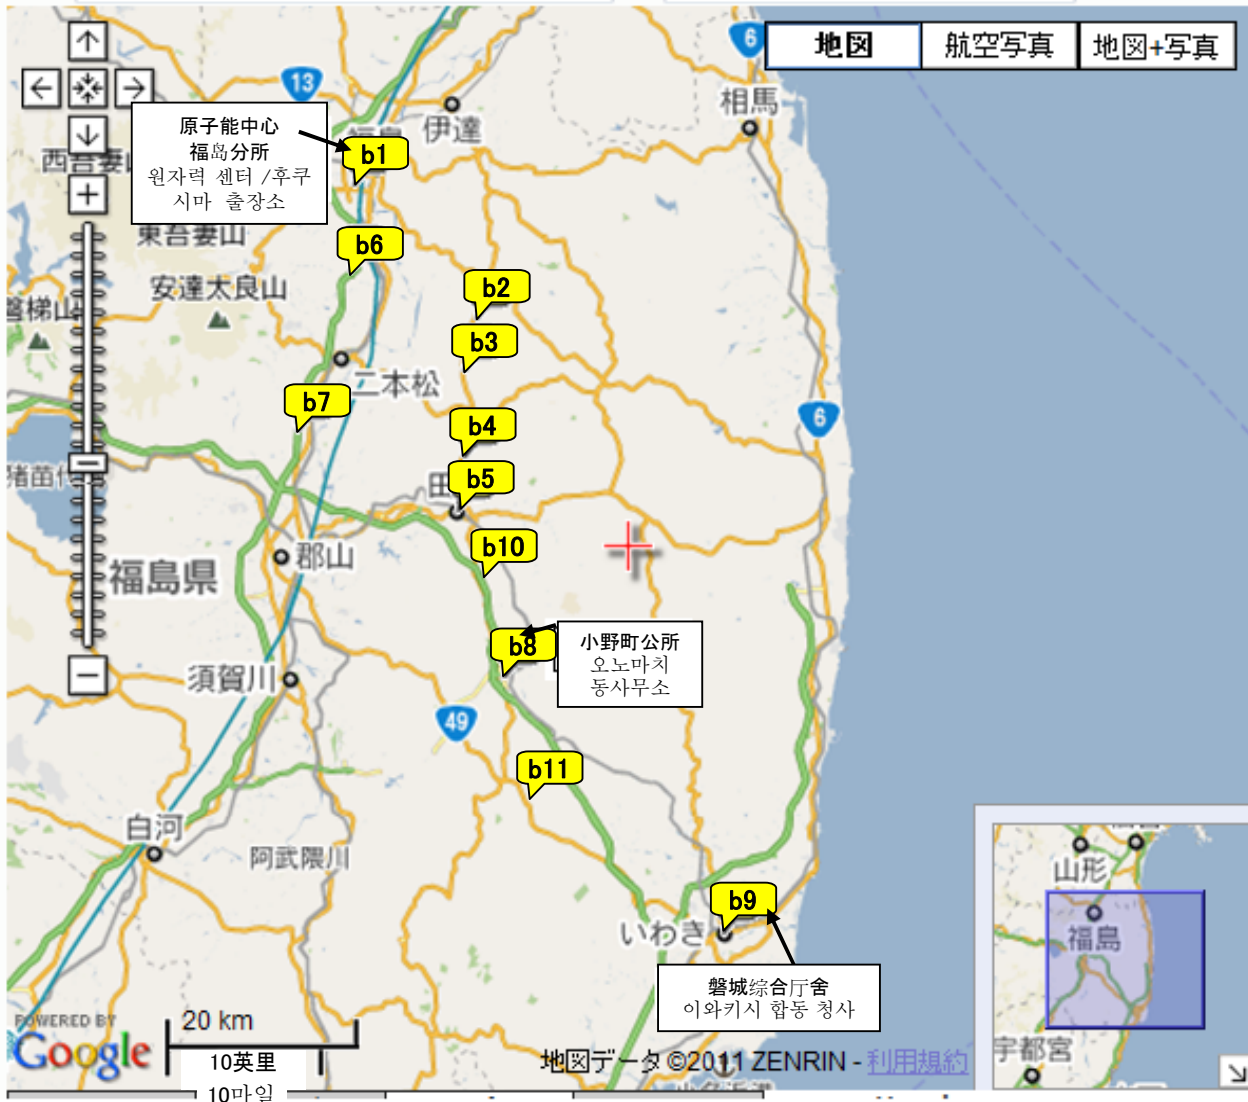 6
地図
航空写真
地図+写真
13
相馬
伊達
原子能中心
福岛分所
원자력 센터 /후쿠
시마 출장소
b1
東吾妻山
b6
安達太良山
b2
磐梯山
b3
二本松
b7
6
b4
b5
b10
郡山
福島県
b8
小野町公所
오노마치
동사무소
須賀川
49
b11
白河
阿武隈川
b9
いわき
磐城综合厅舍
이와키시 합동 청사
山形
福島
宇都宮
POWERED BY
Google
20 km
10英里
10마일
地図データ ©2011 ZENRIN - 利用規約